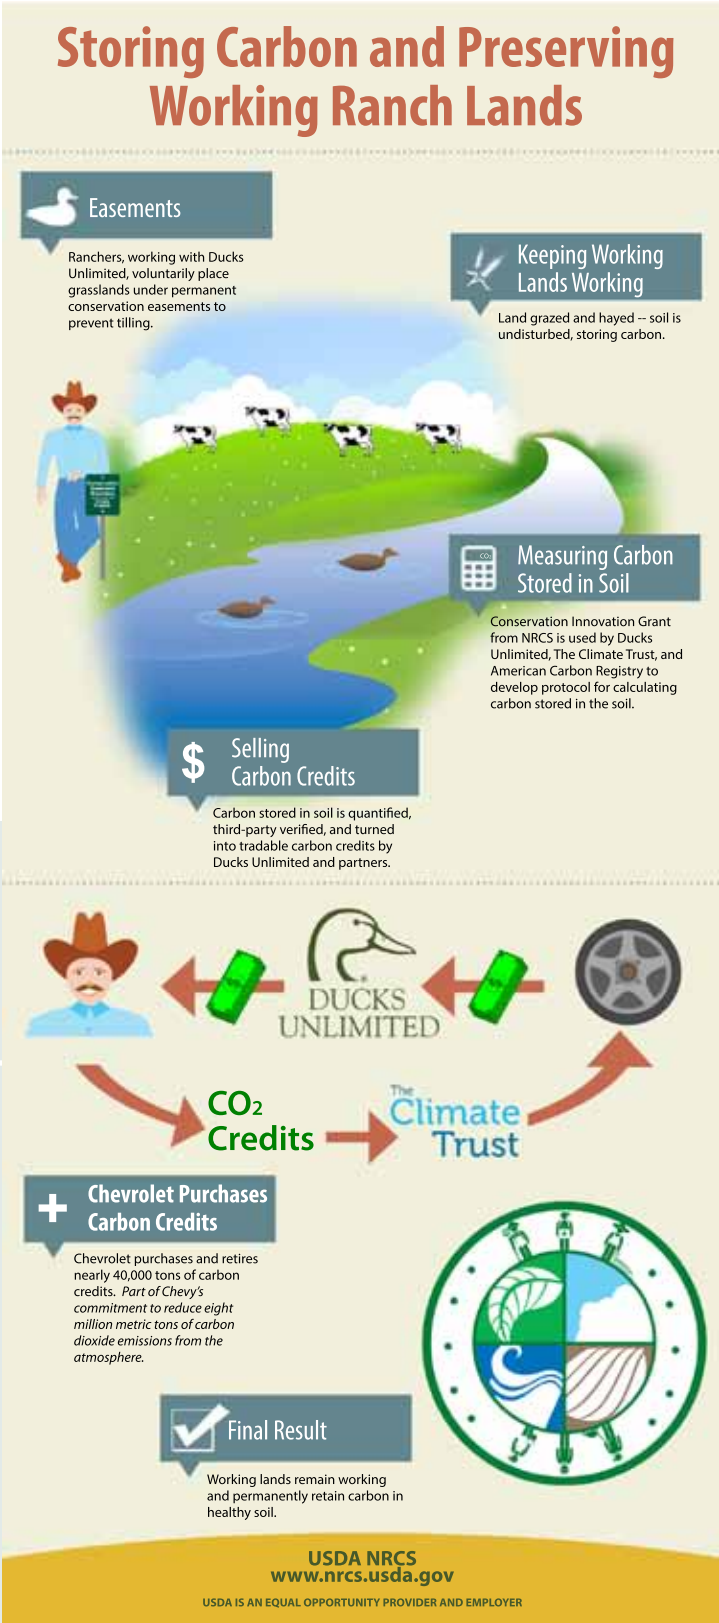 Storing Carbon and Preserving
Working Ranch Lands
Easements
Ranchers, working with Ducks
Unlimited, voluntarily place
grasslands under permanent
conservation easements to
prevent tilling.
Keeping Working
Lands Working
Land grazed and hayed -- soil is
undisturbed, storing carbon.
CO2
Measuring Carbon
Stored in Soil
Conservation Innovation Grant
from NRCS is used by Ducks
Unlimited, The Climate Trust, and
American Carbon Registry to
develop protocol for calculating
carbon stored in the soil.
$ Selling
Carbon Credits
Carbon stored in soil is quantified,
third-party verified, and turned
into tradable carbon credits by
Ducks Unlimited and partners.
DUCKS
UNLIMITED
CO2
Credits
The
Climate
Trust
+ Chevrolet Purchases
Carbon Credits
Chevrolet purchases and retires
nearly 40,000 tons of carbon
credits. Part of Chevy's
commitment to reduce eight
million metric tons of carbon
dioxide emissions from the
atmosphere.
Final Result
Working lands remain working
and permanently retain carbon in
healthy soil.
USDA NRCS
www.nrcs.usda.gov
USDA IS AN EQUAL OPPORTUNITY PROVIDER AND EMPLOYER